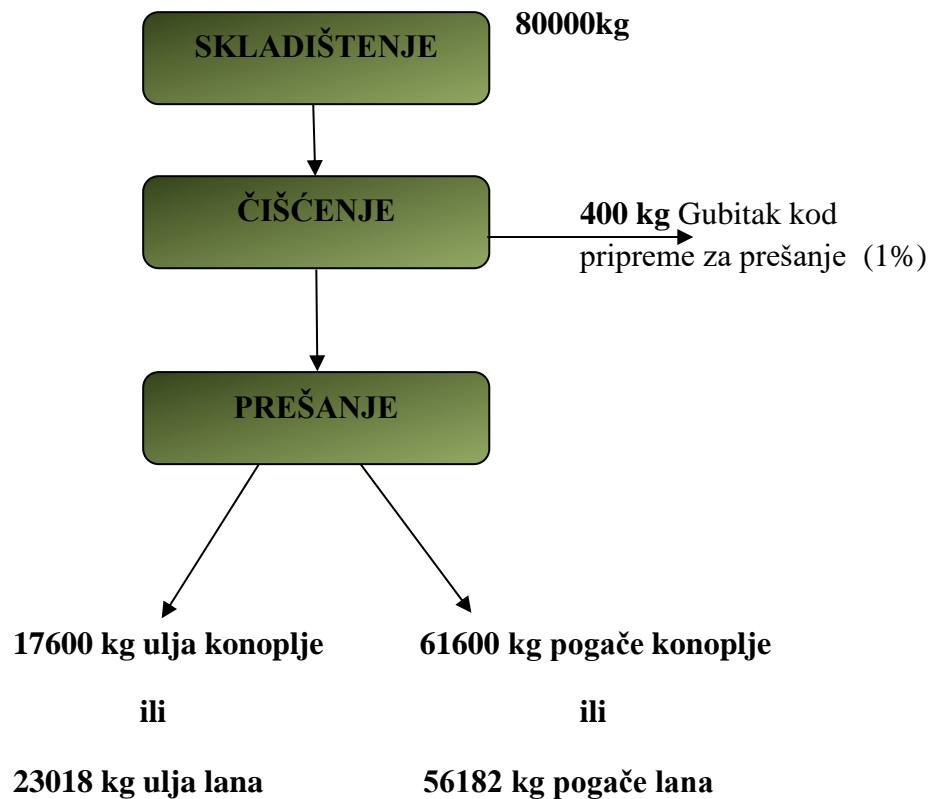 80000kg
SKLADIŠTENJE
ČIŠĆENJE
400 kg Gubitak kod
pripreme za prešanje (1%)
PREŠANJE
17600 kg ulja konoplje
61600 kg pogače konoplje
ili
ili
23018 kg ulja lana
56182 kg pogače lana